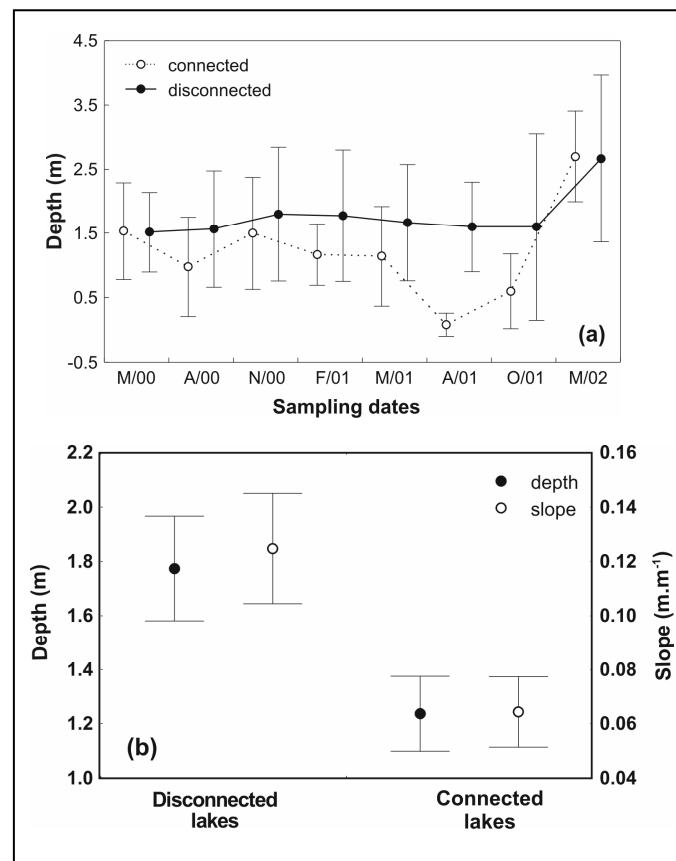 4.5
connected
disconnected
3.5
2.5
1.5
0.5
-0.5
Depth (m)
(a)
M/00 A/00 N/00 F/01 M/01 A/01 O/01 M/02
Sampling dates
2.2 0.16
depth
slope
2.0 0.14
1.8 0.12
1.6 0.10
1.4 0.08
1.2 0.06
1.0 0.04
Depth (m)
Slope (m.m⁻¹)
(b)
Disconnected Connected
lakes lakes